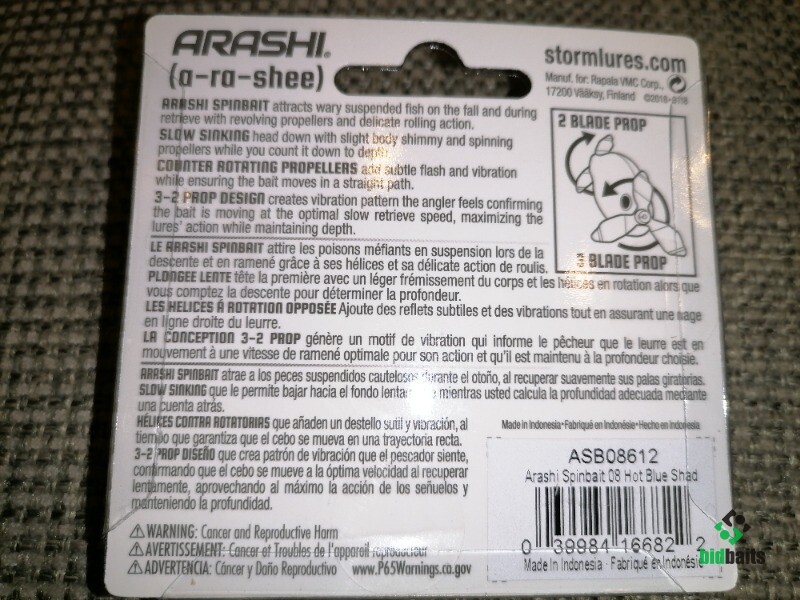 ARASHI®
(a-ra-shee)
stormlures.com
Manuf. for: Rapala VMC Corp.,
17200 Vääksy, Finland ©2018-9/18
ARASHI SPINBAIT attracts wary suspended fish on the fall and during
retrieve with revolving propellers and delicate rolling action.
SLOW SINKING head down with slight body shimmy and spinning
propellers while you count it down to depth.
COUNTER ROTATING PROPELLERS add subtle flash and vibration
while ensuring the bait moves in a straight path.
3-2 PROP DESIGN creates vibration pattern the angler feels confirming
the bait is moving at the optimal slow retrieve speed, maximizing the
lures' action while maintaining depth.
2 BLADE PROP
3 BLADE PROP
LE ARASHI SPINBAIT attire les poisons méfiants en suspension lors de la
descente et en ramené grâce à ses hélices et sa délicate action de roulis.
PLONGEE LENTE tête la première avec un léger frémissement du corps et les hélices en rotation alors que
vous comptez la descente pour déterminer la profondeur.
LES HELICES À ROTATION OPPOSÉE Ajoute des reflets subtiles et des vibrations tout en assurant une nage
en ligne droite du leurre.
LA CONCEPTION 3-2 PROP génère un motif de vibration qui informe le pêcheur que le leurre est en
mouvement à une vitesse de ramené optimale pour son action et qu'il est maintenu à la profondeur choisie.
ARASHI SPINBAIT atrae a los peces suspendidos cautelosos durante el otoño, al recuperar suavemente sus palas giratorias.
SLOW SINKING que le permite bajar hacia el fondo mientras usted calcula la profundidad adecuada mediante
una cuenta atrás.
HÉLICES CONTRA ROTATORIAS que añaden un destello sutil y vibración, al
tiempo que garantiza que el cebo se mueva en una trayectoria recta.
3-2 PROP DISEÑO que crea patrón de vibración que el pescador siente,
confirmando que el cebo se mueve a la óptima velocidad al recuperar
lentamente, aprovechando al máximo la acción de los señuelos y
manteniendo la profundidad.
Made in Indonesia•Fabriqué en Indonésie•Hecho en Indonesia
ASB08612
Arashi Spinbait 08 Hot Blue Shad
0 39984 16682 2
Made in Indonesia - Fabriqué en Indonésie
⚠WARNING: Cancer and Reproductive Harm
⚠AVERTISSEMENT: Cancer et Troubles de l'appareil reproducteur
⚠ADVERTENCIA: Cáncer y Daño Reproductivo www.P65Warnings.ca.gov
bidbaits